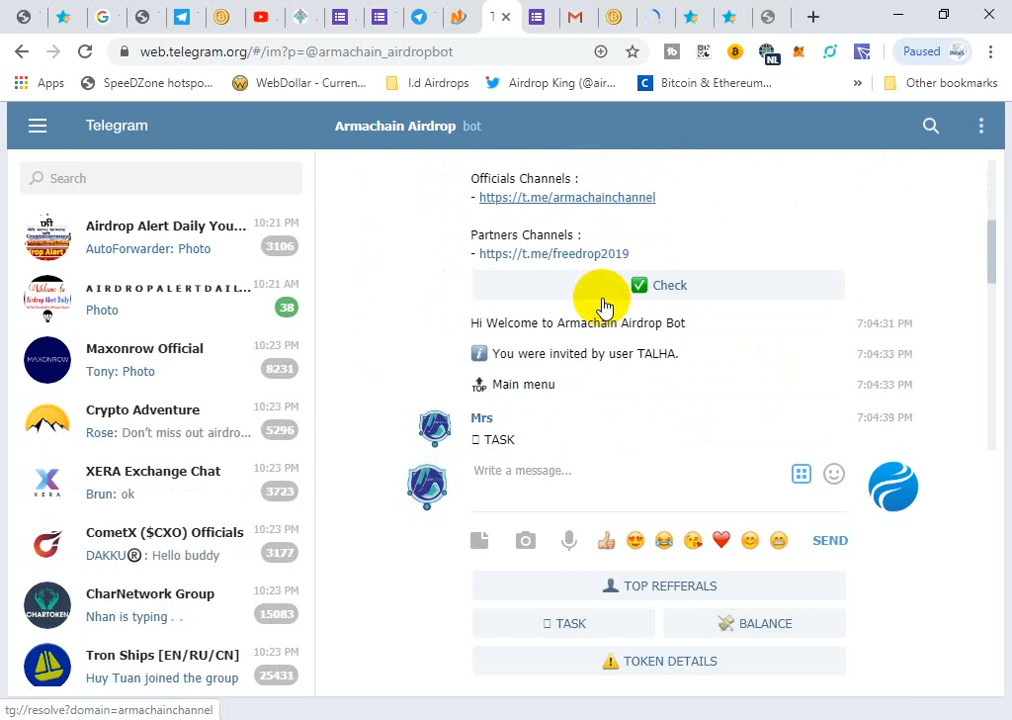 web.telegram.org/#/im?p=@armachain_airdropbot
Paused
Apps
SpeeDZone hotspo...
WebDollar - Curren...
I.d Airdrops
Airdrop King (@air...
Bitcoin & Ethereum...
»
Other bookmarks
NL
Telegram
Armachain Airdrop bot
Search
Airdrop Alert Daily You... 10:21 PM
AutoForwarder: Photo 3106
A I R D R O P A L E R T D A I L... 10:21 AM
Photo 38
Maxonrow Official 10:23 PM
Tony: Photo 8231
Crypto Adventure 10:23 PM
Rose: Don't miss out airdro... 5296
XERA Exchange Chat 10:23 PM
Brun: ok 3723
CometX ($CXO) Officials 10:23 PM
DAKKU®: Hello buddy 3177
CharNetwork Group 10:23 PM
Nhan is typing . . 15083
Tron Ships [EN/RU/CN] 10:23 PM
Huy Tuan joined the group 25431
Officials Channels :
- https://t.me/armachainchannel
Partners Channels :
- https://t.me/freedrop2019
✅ Check
Hi Welcome to Armachain Airdrop Bot 7:04:31 PM
You were invited by user TALHA. 7:04:33 PM
TOP Main menu 7:04:33 PM
Mrs 7:04:39 PM
TASK
Write a message...
SEND
TOP REFFERALS
TASK
BALANCE
TOKEN DETAILS
tg://resolve?domain=armachainchannel